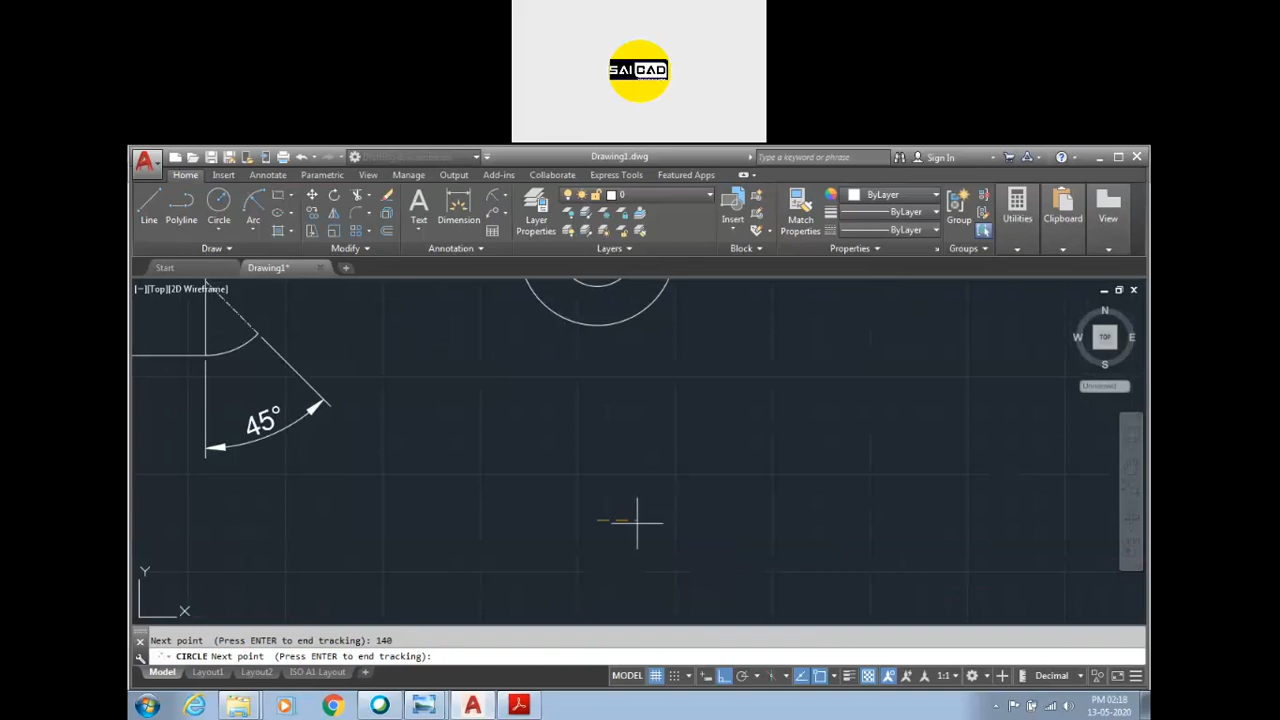 SAI CAD
Drawing1.dwg
Type a keyword or phrase
Sign In
Home Insert Annotate Parametric View Manage Output Add-ins Collaborate Express Tools Featured Apps
0
ByLayer
ByLayer
ByLayer
Line Polyline Circle Arc Text Dimension Layer Properties Insert Match Properties Group Utilities Clipboard View
Draw Modify Annotation Layers Block Properties Groups
Start Drawing1*
[−][Top][2D Wireframe]
N
W TOP E
S
Unnamed
45°
Y
X
Next point (Press ENTER to end tracking): 140
CIRCLE Next point (Press ENTER to end tracking):
Model Layout1 Layout2 ISO A1 Layout
MODEL 1:1 Decimal
PM 02:18
13-05-2020